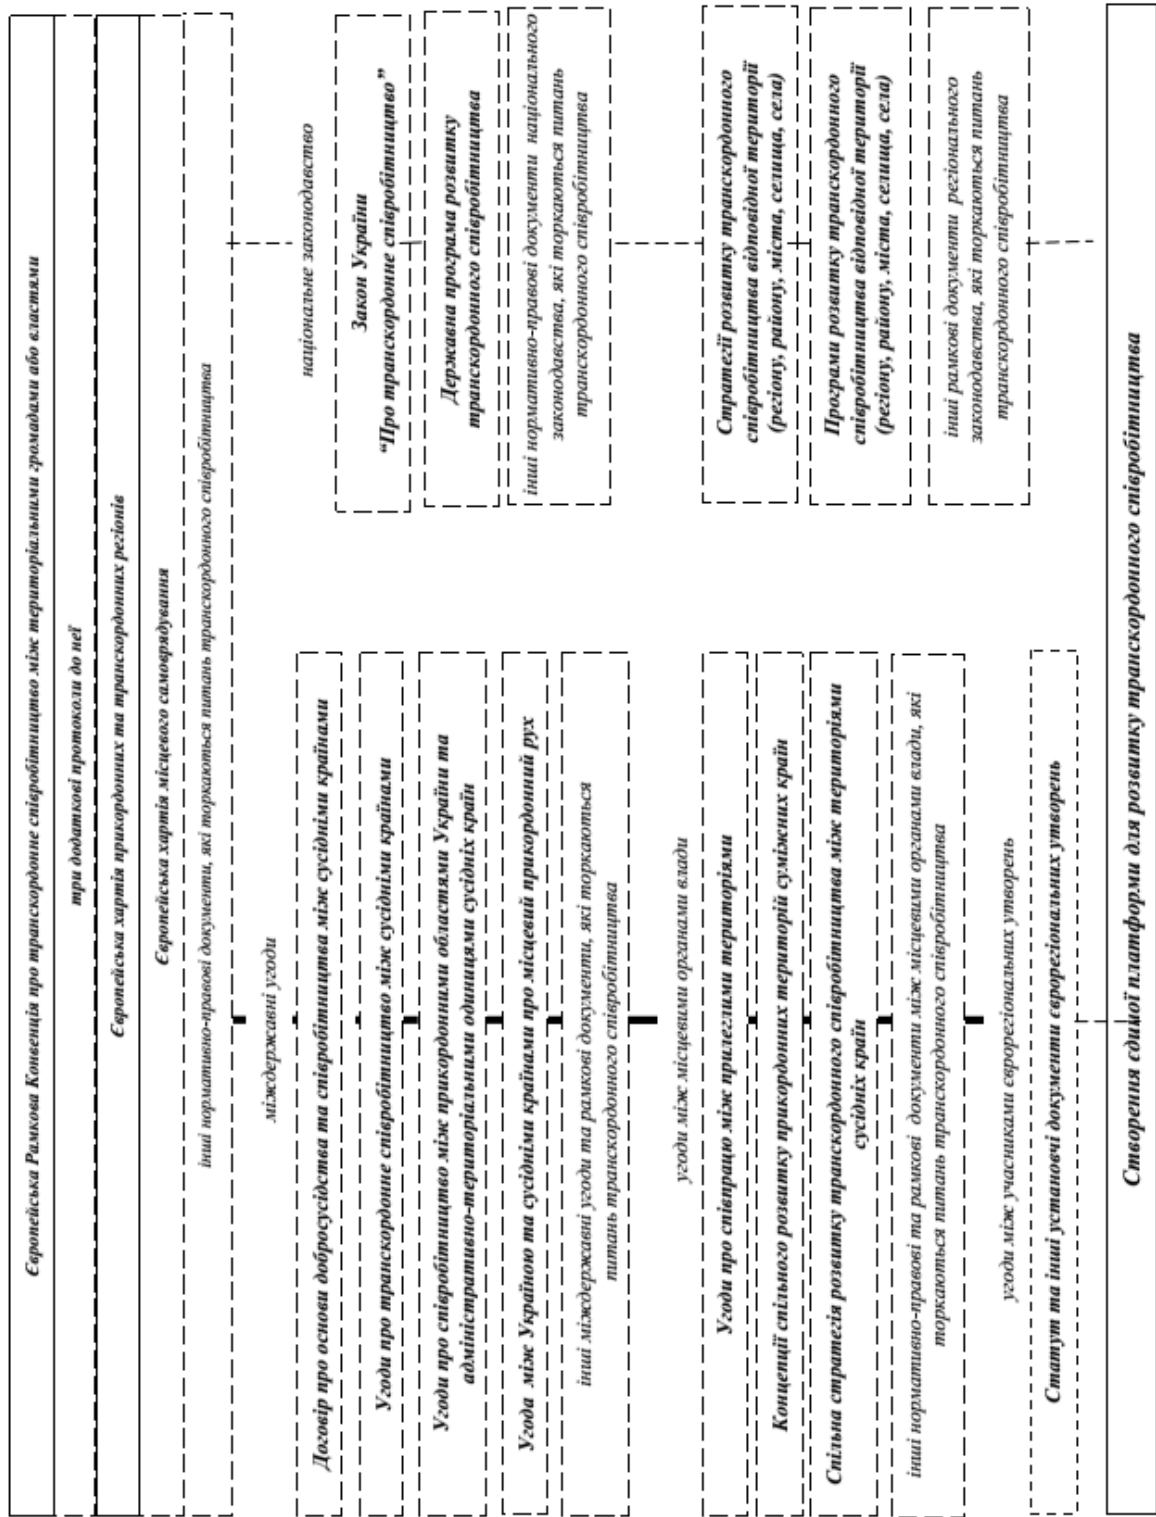 Європейська Рамкова Конвенція про транскордонне співробітництво між територіальними громадами або властями
три додаткові протоколи до неї
Європейська хартія прикордонних та транскордонних регіонів
Європейська хартія місцевого самоврядування
інші нормативно-правові документи, які торкаються питань транскордонного співробітництва
міждержавні угоди
Договір про основи добросусідства та співробітництва між сусідніми країнами
Угоди про транскордонне співробітництво між сусідніми країнами
Угоди про співробітництво між прикордонними областями України та
адміністративно-територіальними одиницями сусідніх країн
Угода між Україною та сусідніми країнами про місцевий прикордонний рух
інші міждержавні угоди та рамкові документи, які торкаються
питань транскордонного співробітництва
угоди між місцевими органами влади
Угоди про співпрацю між прилеглими територіями
Концепції спільного розвитку прикордонних територій суміжних країн
Спільна стратегія розвитку транскордонного співробітництва між територіями
сусідніх країн
інші нормативно-правові та рамкові документи між місцевими органами влади, які
торкаються питань транскордонного співробітництва
угоди між учасниками єврорегіональних утворень
Статут та інші установчі документи єврорегіональних утворень
національне законодавство
Закон України
“Про транскордонне співробітництво”
Державна програма розвитку
транскордонного співробітництва
інші нормативно-правові документи національного
законодавства, які торкаються питань
транскордонного співробітництва
Стратегії розвитку транскордонного
співробітництва відповідної території
(регіону, району, міста, селища, села)
Програми розвитку транскордонного
співробітництва відповідної території
(регіону, району, міста, селища, села)
інші рамкові документи регіонального
законодавства, які торкаються питань
транскордонного співробітництва
Створення єдиної платформи для розвитку транскордонного співробітництва